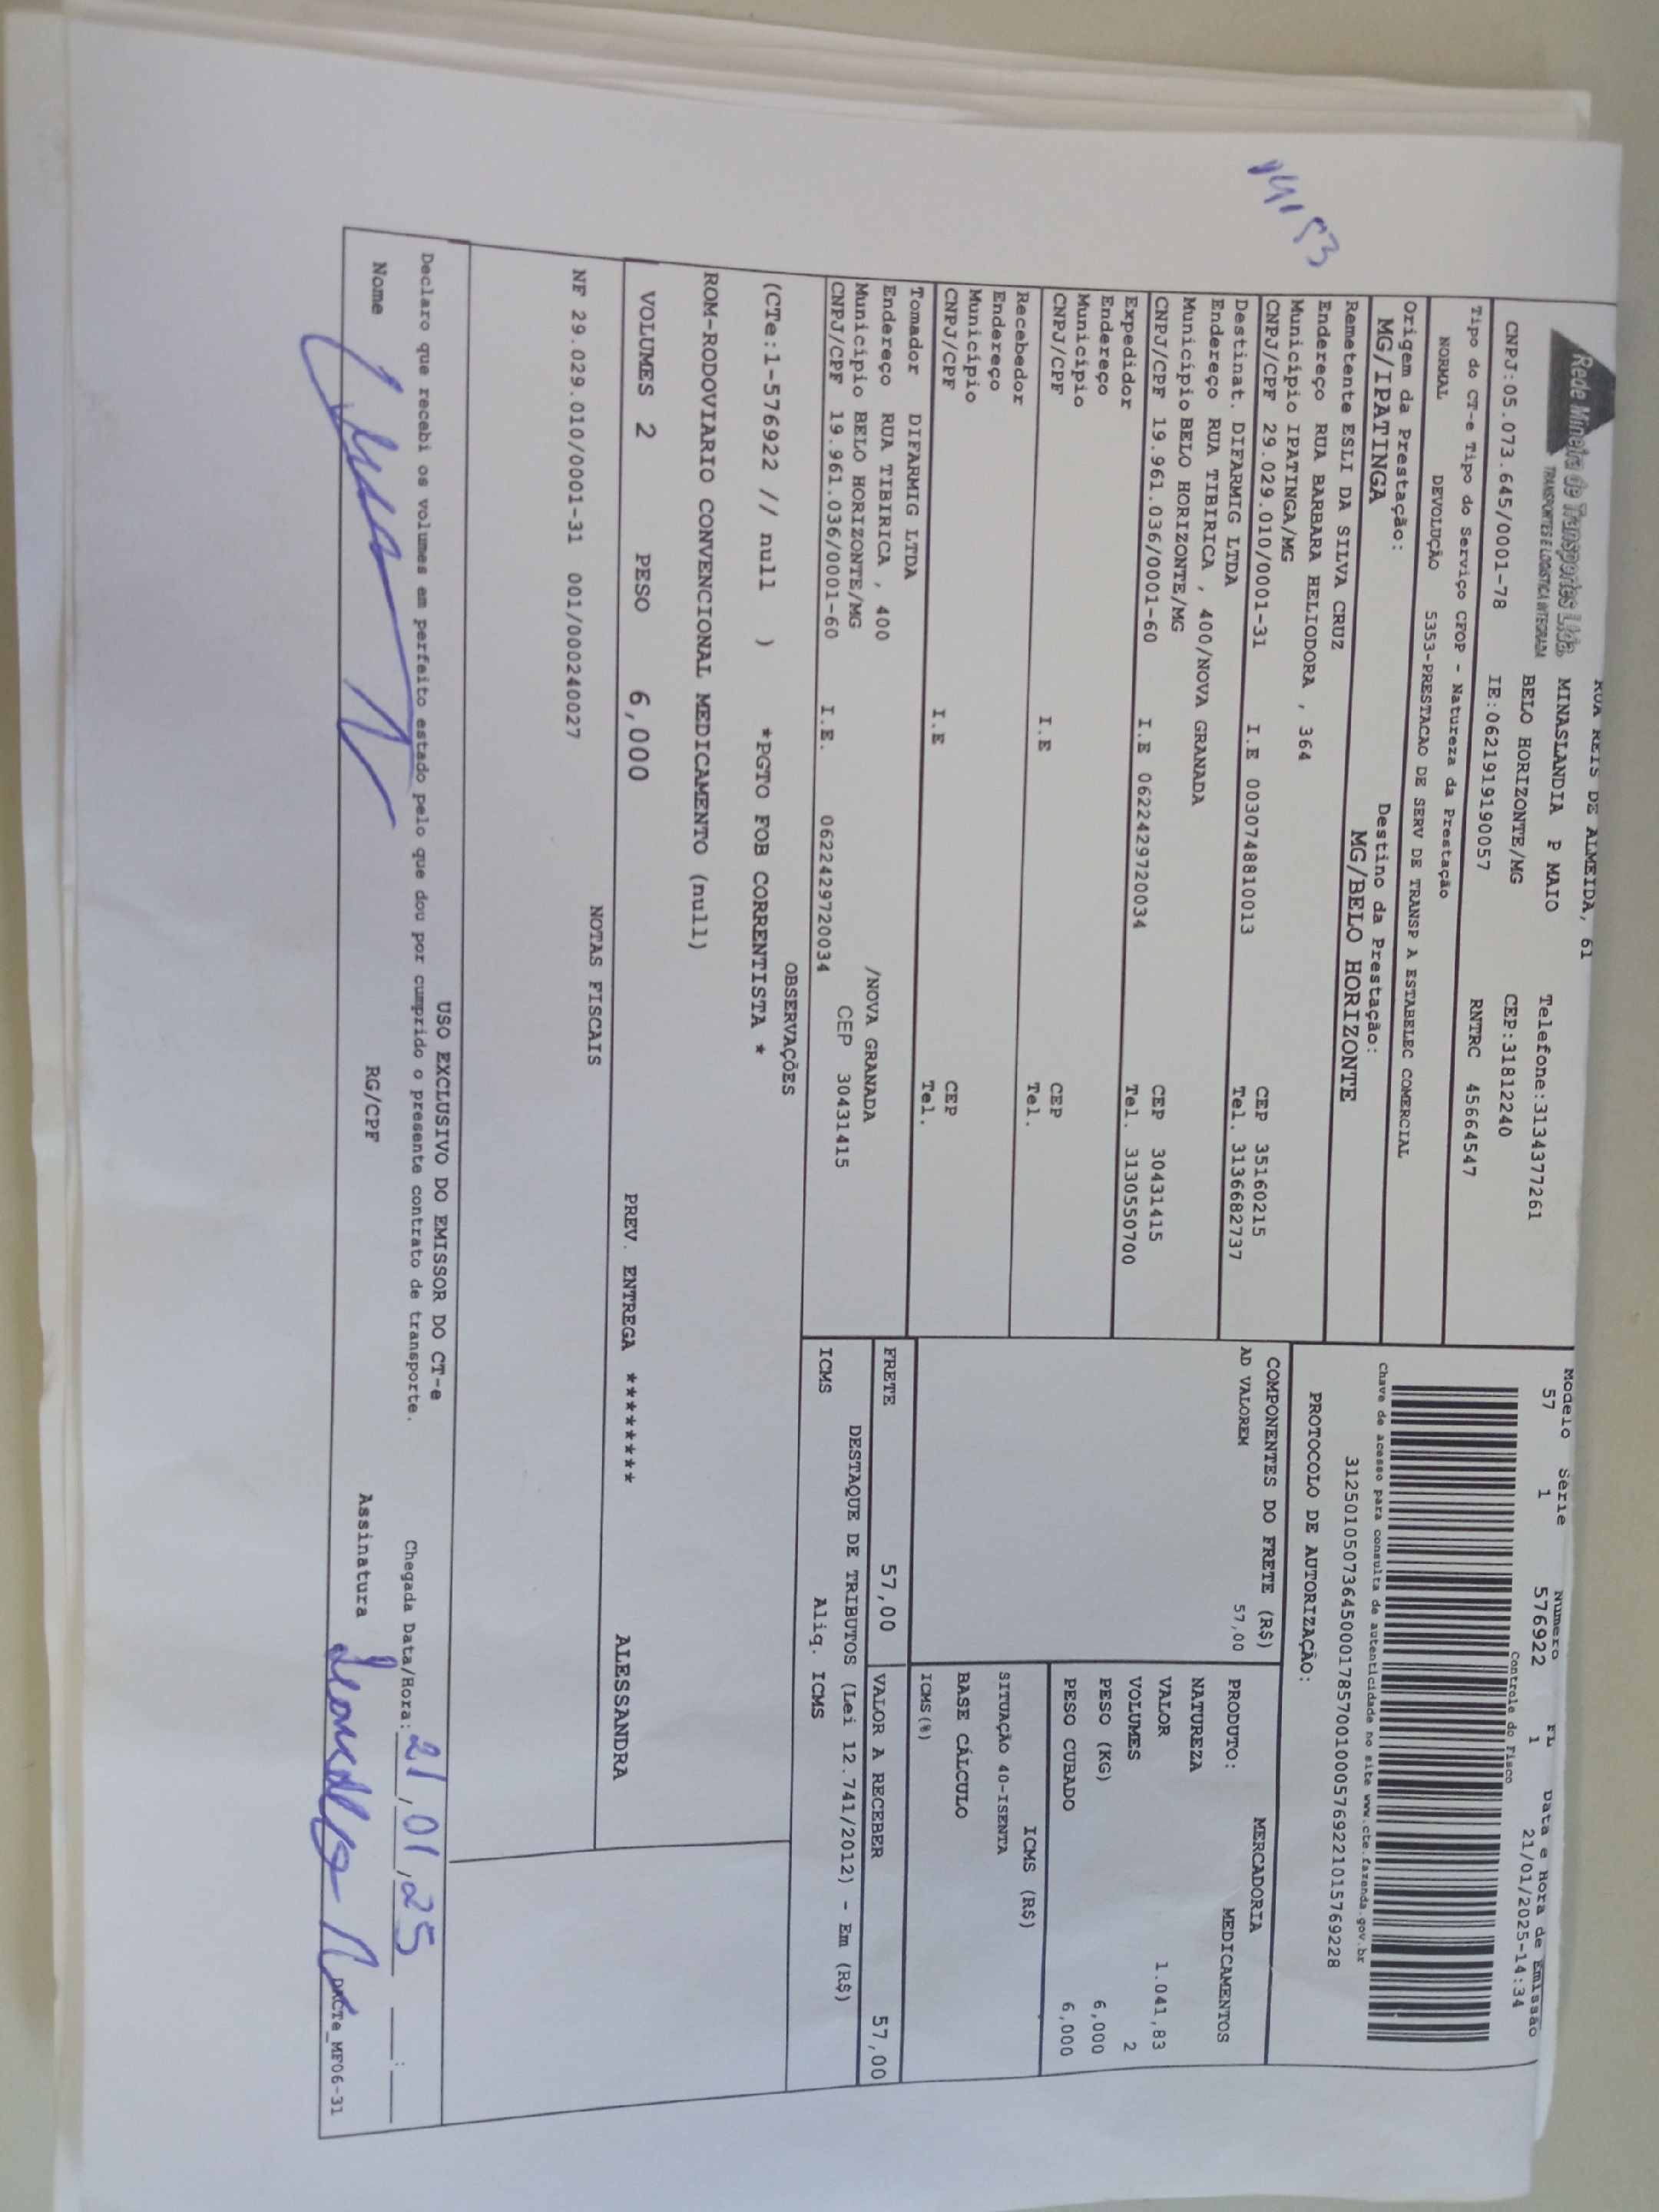 Rede Mineira de Transportes Ltda.
TRANSPORTES E LOGISTICA INTEGRADA
RUA REIS DE ALMEIDA, 61
MINASLANDIA P MAIO Telefone:3134377261
BELO HORIZONTE/MG CEP:31812240
CNPJ:05.073.645/0001-78 IE:0621919190057 RNTRC 45664547
Modelo Série Número FL Data e Hora de Emissão
57 1 576922 1 21/01/2025-14:34
Controle do Fisco
Tipo do CT-e Tipo do Serviço CFOP - Natureza da Prestação
NORMAL DEVOLUÇÃO 5353-PRESTACAO DE SERV DE TRANSP A ESTABELEC COMERCIAL
Chave de acesso para consulta de autenticidade no site www.cte.fazenda.gov.br
31250105073645000178570010005769221015769228
Origem da Prestação: Destino da Prestação:
MG/IPATINGA MG/BELO HORIZONTE
PROTOCOLO DE AUTORIZAÇÃO:
Remetente ESLI DA SILVA CRUZ
Endereço RUA BARBARA HELIODORA , 364
Município IPATINGA/MG CEP 35160215
CNPJ/CPF 29.029.010/0001-31 I.E 0030748810013 Tel. 3136682737
Destinat. DIFARMIG LTDA
Endereço RUA TIBIRICA , 400/NOVA GRANADA
Município BELO HORIZONTE/MG CEP 30431415
CNPJ/CPF 19.961.036/0001-60 I.E 0622429720034 Tel. 3130550700
Expedidor
Endereço
Município CEP
CNPJ/CPF I.E Tel.
Recebedor
Endereço
Município CEP
CNPJ/CPF I.E Tel.
Tomador DIFARMIG LTDA
Endereço RUA TIBIRICA , 400 /NOVA GRANADA
Município BELO HORIZONTE/MG CEP 30431415
CNPJ/CPF 19.961.036/0001-60 I.E. 0622429720034
COMPONENTES DO FRETE (R$)
AD VALOREM 57,00
MERCADORIA
PRODUTO: MEDICAMENTOS
NATUREZA
VALOR 1.041,83
VOLUMES 2
PESO (KG) 6,000
PESO CUBADO 6,000
ICMS (R$)
SITUAÇÃO 40-ISENTA
BASE CÁLCULO
ICMS(%)
FRETE 57,00 VALOR A RECEBER 57,00
DESTAQUE DE TRIBUTOS (Lei 12.741/2012) - Em (R$)
ICMS Aliq. ICMS
OBSERVAÇÕES
(CTe:1-576922 // null ) *PGTO FOB CORRENTISTA *
ROM-RODOVIARIO CONVENCIONAL MEDICAMENTO (null)
VOLUMES 2 PESO 6,000 PREV. ENTREGA ******** ALESSANDRA
NOTAS FISCAIS
NF 29.029.010/0001-31 001/000240027
USO EXCLUSIVO DO EMISSOR DO CT-e
Declaro que recebi os volumes em perfeito estado pelo que dou por cumprido o presente contrato de transporte. Chegada Data/Hora: 21/01/25 __:__
Nome RG/CPF Assinatura
DACTe_MF06-31